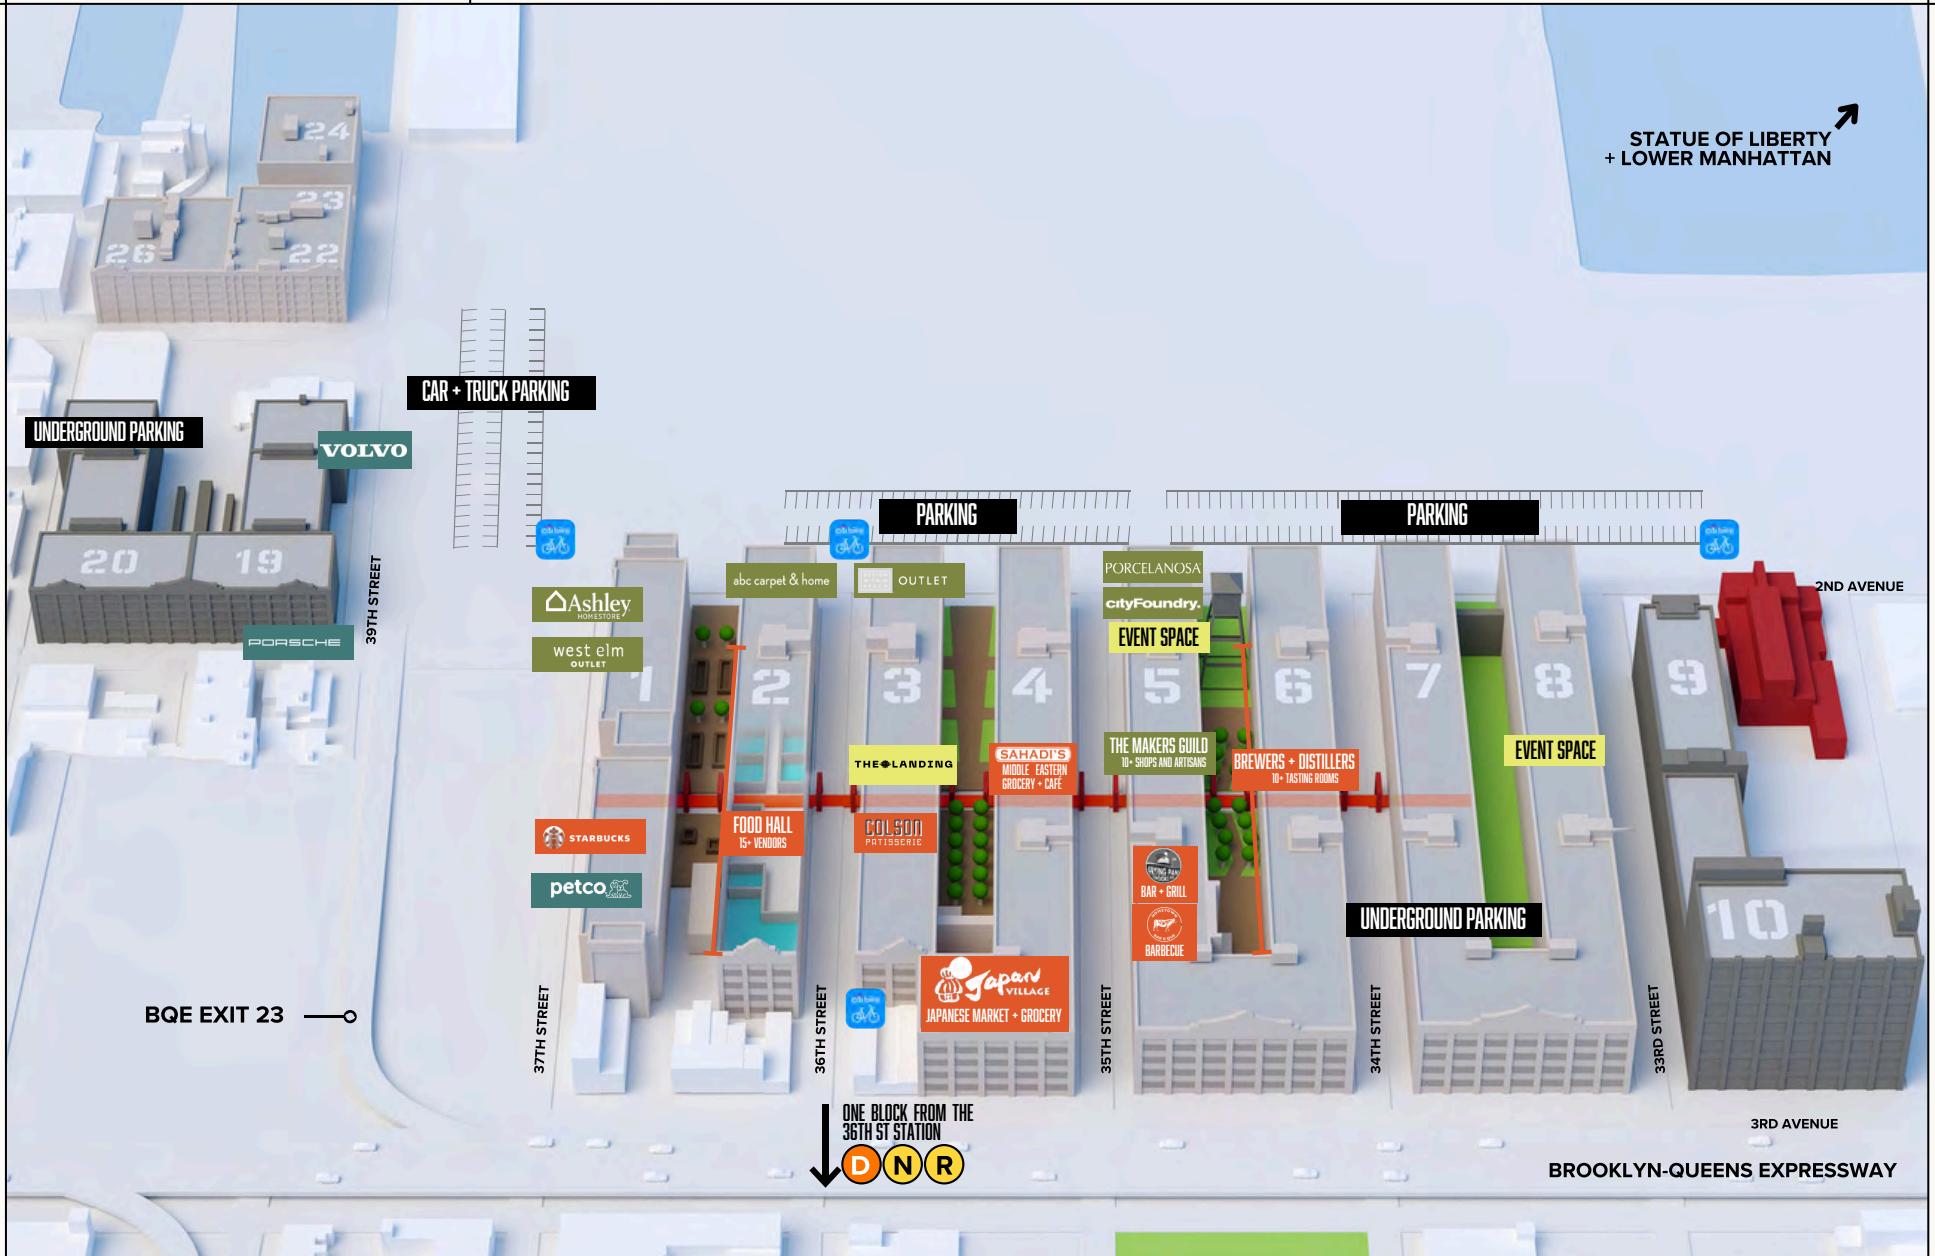 24
23
26
22
STATUE OF LIBERTY
+ LOWER MANHATTAN
CAR + TRUCK PARKING
UNDERGROUND PARKING
VOLVO
20
19
PORSCHE
39TH STREET
PARKING
PARKING
2ND AVENUE
Ashley
HOMESTORE
west elm
OUTLET
abc carpet & home
OUTLET
PORCELANOSA
cityFoundry.
EVENT SPACE
1
2
3
4
5
6
7
8
9
10
THE LANDING
SAHADI'S
MIDDLE EASTERN
GROCERY + CAFÉ
THE MAKERS GUILD
10+ SHOPS AND ARTISANS
BREWERS + DISTILLERS
10+ TASTING ROOMS
EVENT SPACE
STARBUCKS
petco
FOOD HALL
15+ VENDORS
COLSON
PATISSERIE
BAR + GRILL
BARBECUE
UNDERGROUND PARKING
Japan
VILLAGE
JAPANESE MARKET + GROCERY
BQE EXIT 23
37TH STREET
36TH STREET
35TH STREET
34TH STREET
33RD STREET
ONE BLOCK FROM THE
36TH ST STATION
D N R
3RD AVENUE
BROOKLYN-QUEENS EXPRESSWAY